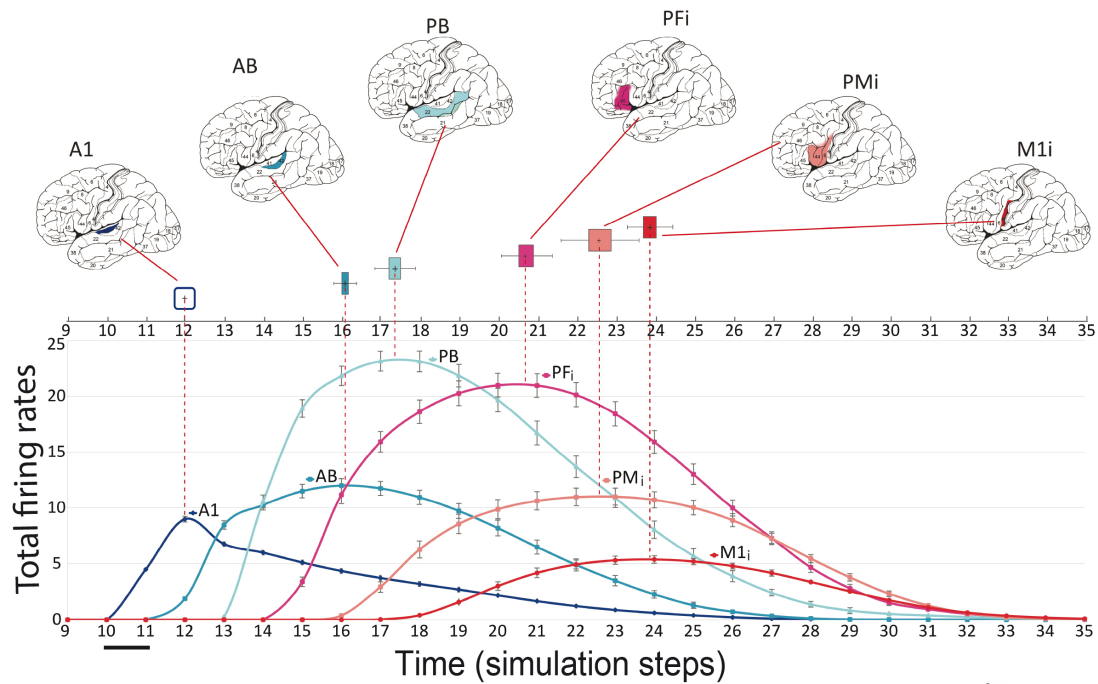 PB
PFi
AB
PMi
A1
M1i
9 10 11 12 13 14 15 16 17 18 19 20 21 22 23 24 25 26 27 28 29 30 31 32 33 34 35
25
20
15
10
5
0
Total firing rates
PB
PFi
AB
PMi
A1
M1i
9 10 11 12 13 14 15 16 17 18 19 20 21 22 23 24 25 26 27 28 29 30 31 32 33 34 35
Time (simulation steps)